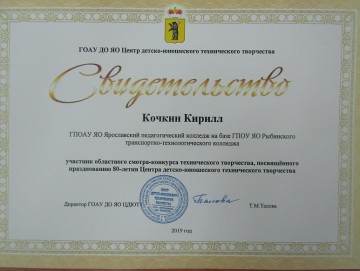 ГОАУ ДО ЯО Центр детско-юношеского технического творчества
Свидетельство
Кочкин Кирилл
ГПОАУ ЯО Ярославский педагогический колледж на базе ГПОУ ЯО Рыбинского
транспортно-технологического колледжа
участник областного смотра-конкурса технического творчества, посвящённого
празднованию 80-летия Центра детско-юношеского технического творчества
Директор ГОАУ ДО ЯО ЦДЮТТ
Т.М.Талова
2019 год